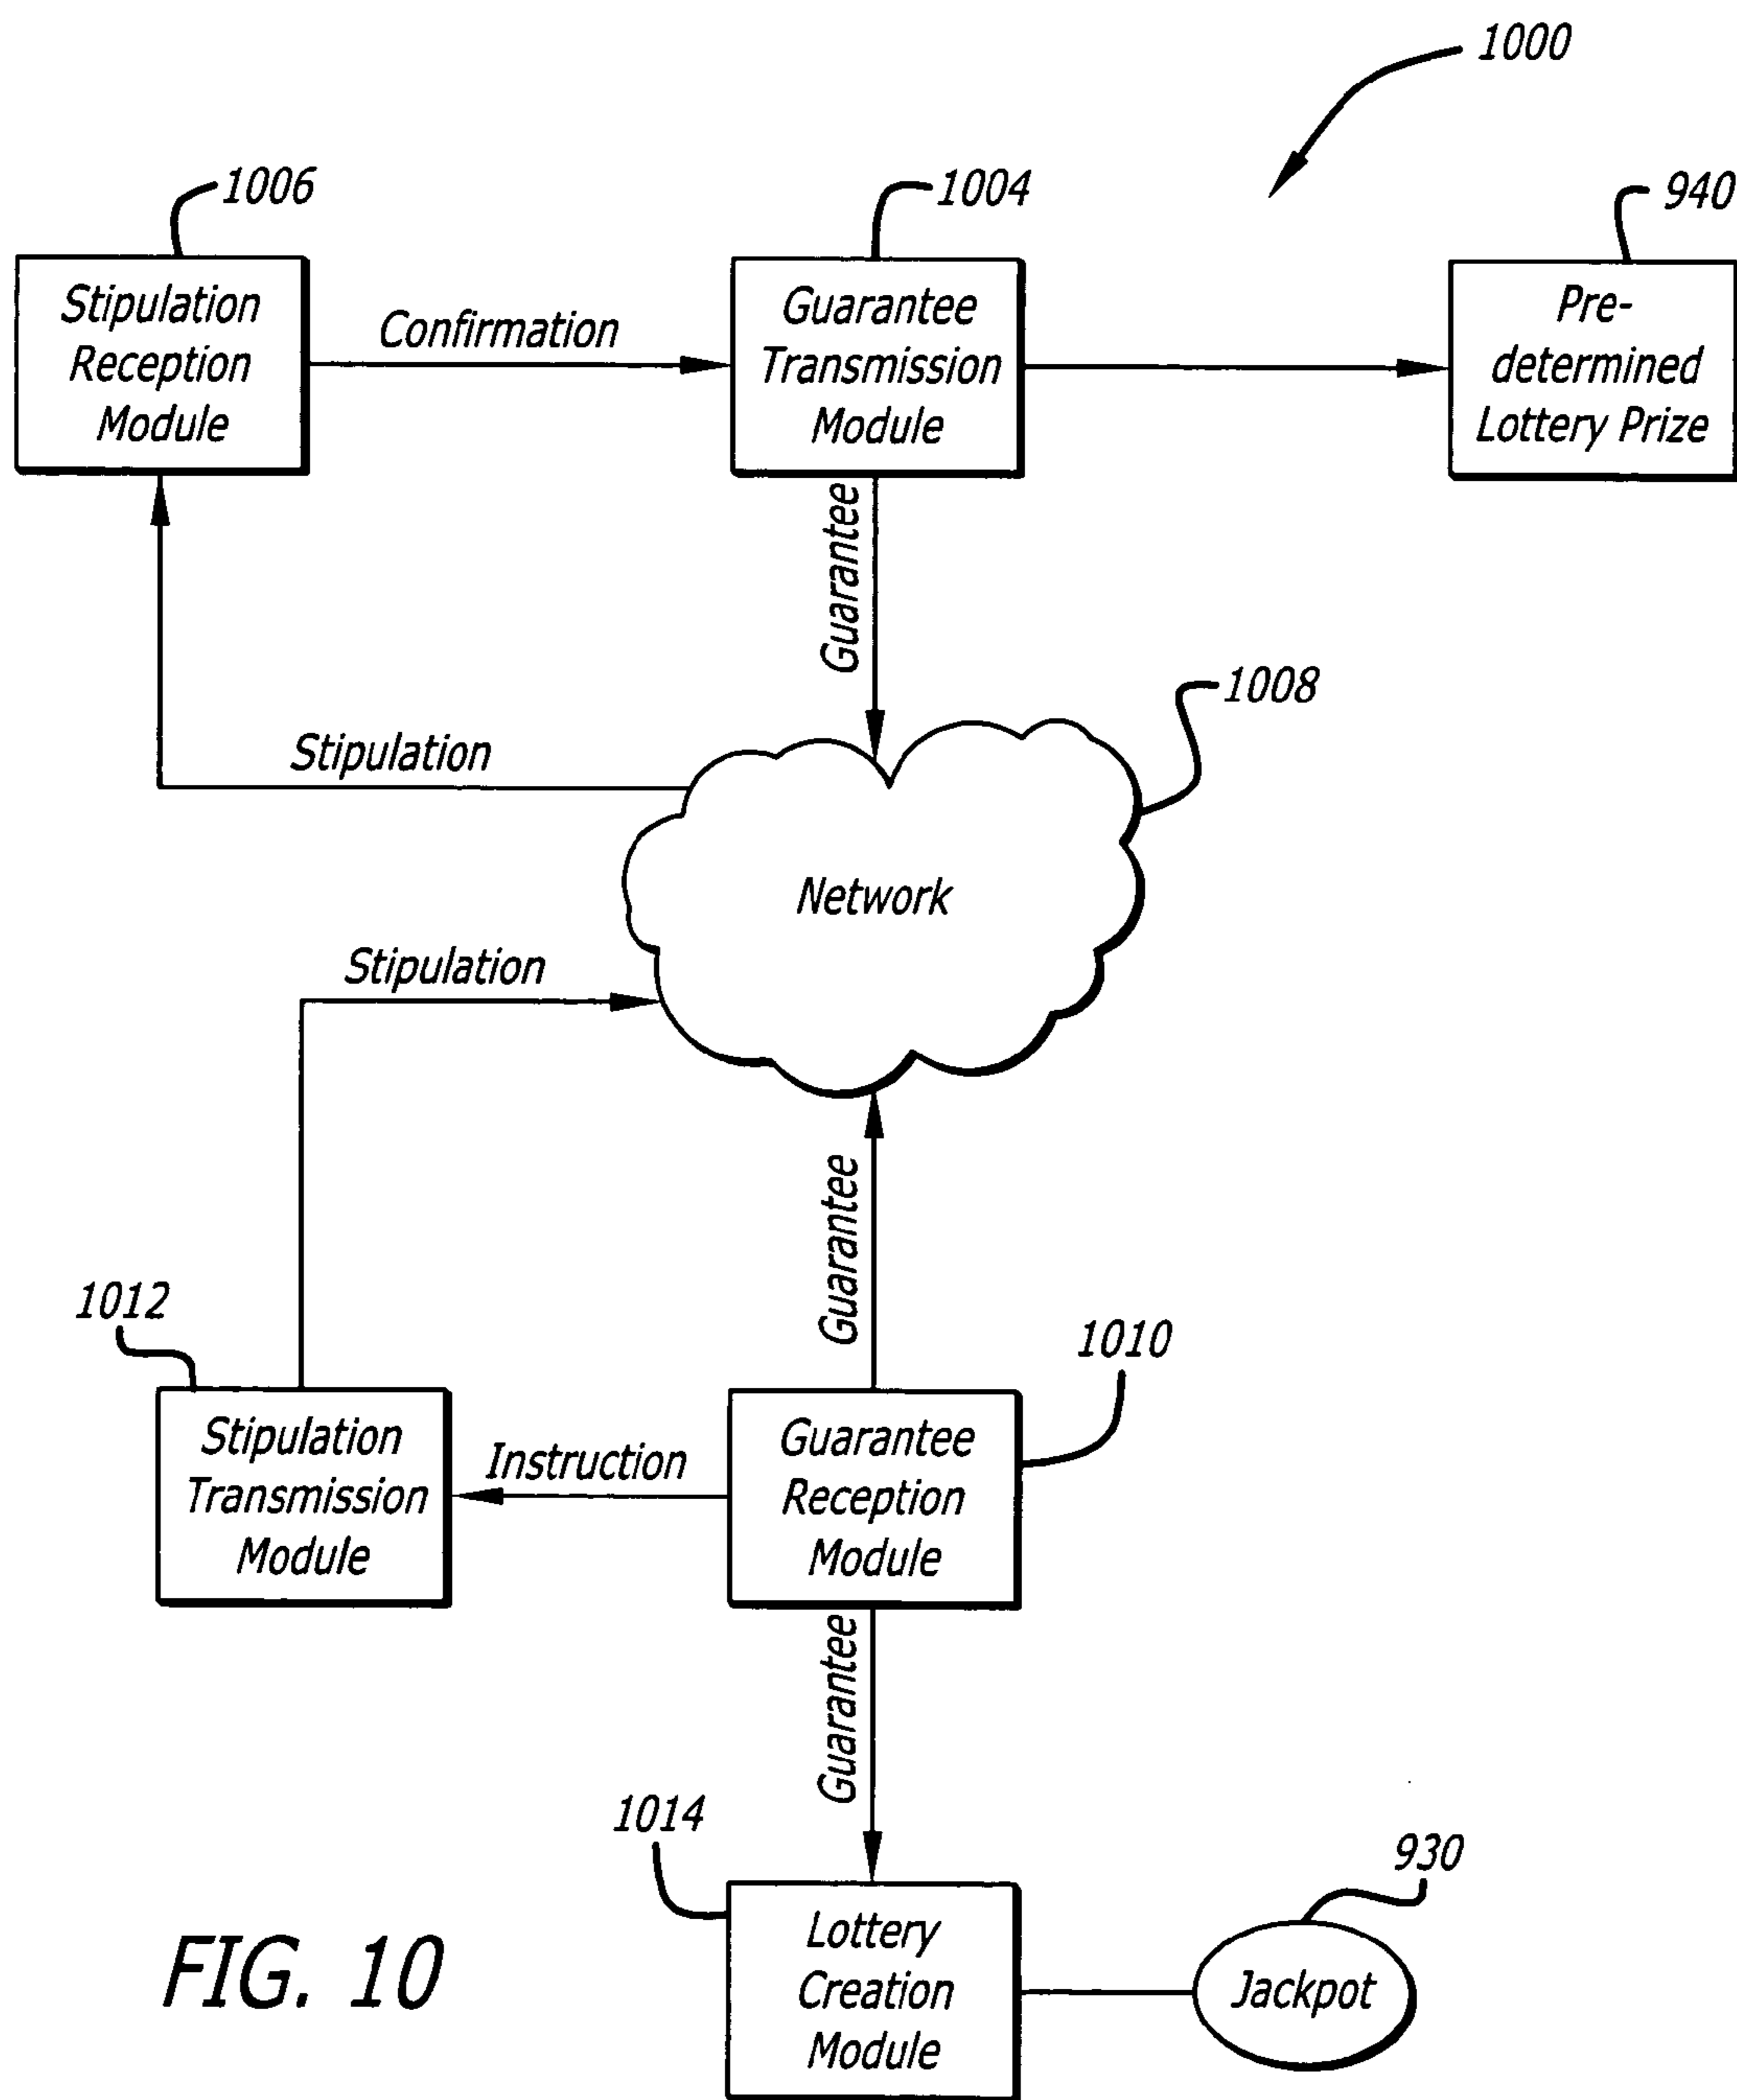 1000
1006
1004
940
Stipulation
Reception
Module
Confirmation
Guarantee
Transmission
Module
Pre-
determined
Lottery Prize
Guarantee
1008
Stipulation
Network
Stipulation
Guarantee
1012
1010
Stipulation
Transmission
Module
Instruction
Guarantee
Reception
Module
Guarantee
1014
930
Lottery
Creation
Module
Jackpot
FIG. 10